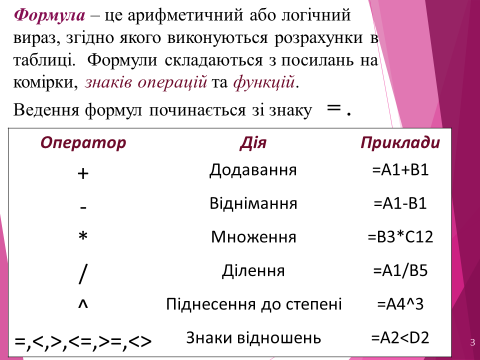 Формула – це арифметичний або логічний
вираз, згідно якого виконуються розрахунки в
таблиці. Формули складаються з посилань на
комірки, знаків операцій та функцій.
Ведення формул починається зі знаку = .
Оператор Дія Приклади
+ Додавання =A1+B1
- Віднімання =A1-B1
* Множення =B3*C12
/ Ділення =A1/B5
^ Піднесення до степені =A4^3
=,<,>,<=,>=,<> Знаки відношень =A2<D2
3